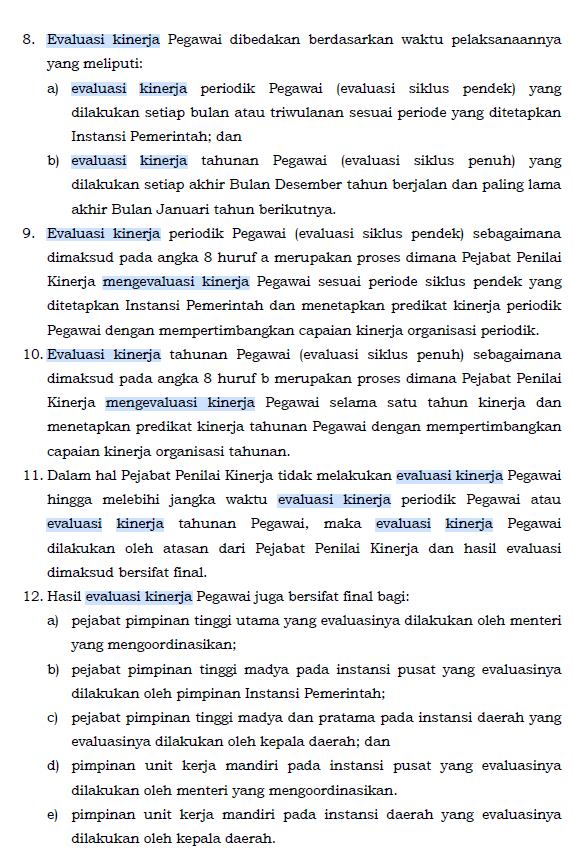 8. Evaluasi kinerja Pegawai dibedakan berdasarkan waktu pelaksanaannya
yang meliputi:
a) evaluasi kinerja periodik Pegawai (evaluasi siklus pendek) yang
dilakukan setiap bulan atau triwulanan sesuai periode yang ditetapkan
Instansi Pemerintah; dan
b) evaluasi kinerja tahunan Pegawai (evaluasi siklus penuh) yang
dilakukan setiap akhir Bulan Desember tahun berjalan dan paling lama
akhir Bulan Januari tahun berikutnya.
9. Evaluasi kinerja periodik Pegawai (evaluasi siklus pendek) sebagaimana
dimaksud pada angka 8 huruf a merupakan proses dimana Pejabat Penilai
Kinerja mengevaluasi kinerja Pegawai sesuai periode siklus pendek yang
ditetapkan Instansi Pemerintah dan menetapkan predikat kinerja periodik
Pegawai dengan mempertimbangkan capaian kinerja organisasi periodik.
10. Evaluasi kinerja tahunan Pegawai (evaluasi siklus penuh) sebagaimana
dimaksud pada angka 8 huruf b merupakan proses dimana Pejabat Penilai
Kinerja mengevaluasi kinerja Pegawai selama satu tahun kinerja dan
menetapkan predikat kinerja tahunan Pegawai dengan mempertimbangkan
capaian kinerja organisasi tahunan.
11. Dalam hal Pejabat Penilai Kinerja tidak melakukan evaluasi kinerja Pegawai
hingga melebihi jangka waktu evaluasi kinerja periodik Pegawai atau
evaluasi kinerja tahunan Pegawai, maka evaluasi kinerja Pegawai
dilakukan oleh atasan dari Pejabat Penilai Kinerja dan hasil evaluasi
dimaksud bersifat final.
12. Hasil evaluasi kinerja Pegawai juga bersifat final bagi:
a) pejabat pimpinan tinggi utama yang evaluasinya dilakukan oleh menteri
yang mengoordinasikan;
b) pejabat pimpinan tinggi madya pada instansi pusat yang evaluasinya
dilakukan oleh pimpinan Instansi Pemerintah;
c) pejabat pimpinan tinggi madya dan pratama pada instansi daerah yang
evaluasinya dilakukan oleh kepala daerah; dan
d) pimpinan unit kerja mandiri pada instansi pusat yang evaluasinya
dilakukan oleh menteri yang mengoordinasikan.
e) pimpinan unit kerja mandiri pada instansi daerah yang evaluasinya
dilakukan oleh kepala daerah.